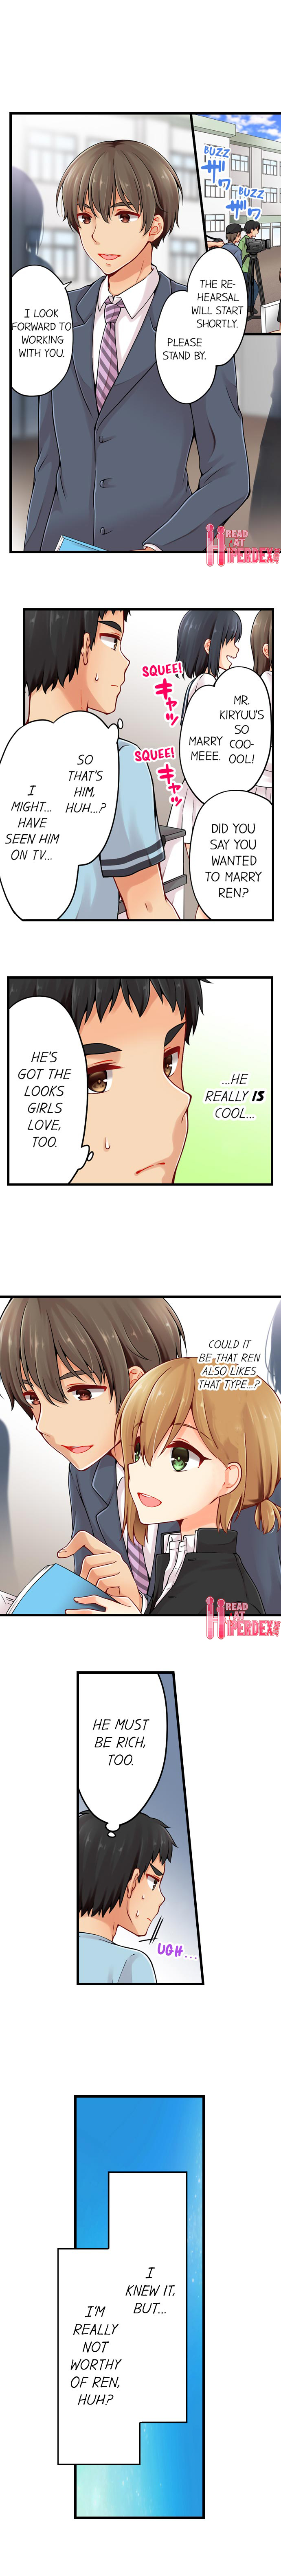 BUZZ
ザワ
BUZZ
ザワ
THE RE-
HEARSAL
WILL START
SHORTLY.
PLEASE
STAND BY.
I LOOK
FORWARD TO
WORKING
WITH YOU.
READ
AT
HIPERDEX
SQUEE!
キャッ
MR.
KIRYUU'S
SO
COO-
OOL!
MARRY
MEEE.
SQUEE!
キャッ
DID YOU
SAY YOU
WANTED
TO MARRY
REN?
SO
THAT'S
HIM,
HUH...?
I
MIGHT...
HAVE
SEEN HIM
ON TV...
...HE
REALLY IS
COOL...
HE'S
GOT THE
LOOKS
GIRLS
LOVE,
TOO.
COULD IT
BE THAT REN
ALSO LIKES
THAT TYPE...?
READ
AT
HIPERDEX
HE MUST
BE RICH,
TOO.
UGH...
I
KNEW IT,
BUT...
I'M
REALLY
NOT
WORTHY
OF REN,
HUH?